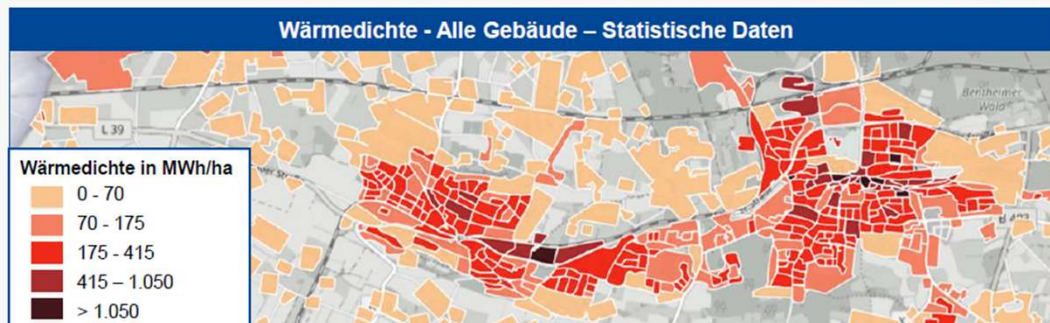 Wärmedichte - Alle Gebäude – Statistische Daten
Bentheimer
Wald
L 39
Wärmedichte in MWh/ha
0 - 70
70 - 175
175 - 415
415 – 1.050
> 1.050